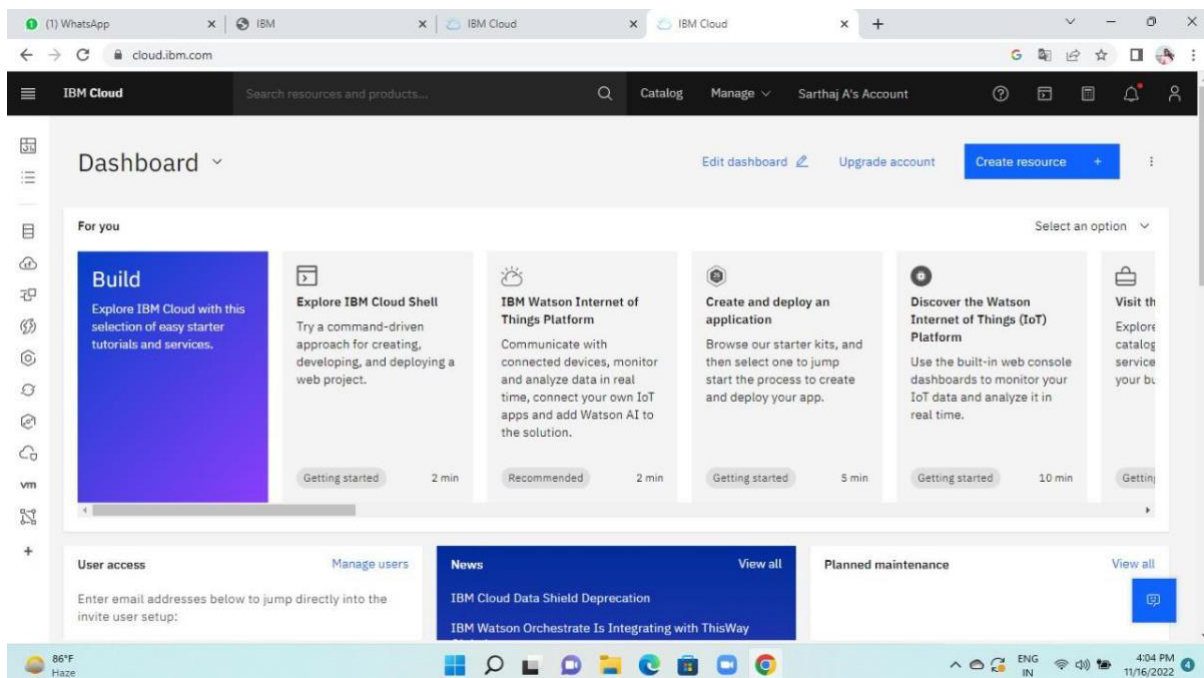 (1) WhatsApp
IBM
IBM Cloud
IBM Cloud
cloud.ibm.com
IBM Cloud
Search resources and products...
Catalog
Manage
Sarthaj A's Account
Dashboard
Edit dashboard
Upgrade account
Create resource +
For you
Select an option
Build
Explore IBM Cloud with this
selection of easy starter
tutorials and services.
Explore IBM Cloud Shell
Try a command-driven
approach for creating,
developing, and deploying a
web project.
Getting started
2 min
IBM Watson Internet of
Things Platform
Communicate with
connected devices, monitor
and analyze data in real
time, connect your own IoT
apps and add Watson AI to
the solution.
Recommended
2 min
Create and deploy an
application
Browse our starter kits, and
then select one to jump
start the process to create
and deploy your app.
Getting started
5 min
Discover the Watson
Internet of Things (IoT)
Platform
Use the built-in web console
dashboards to monitor your
IoT data and analyze it in
real time.
Getting started
10 min
Visit th
Explore
catalog
service
your bu
Getting
vm
User access
Manage users
Enter email addresses below to jump directly into the
invite user setup:
News
View all
IBM Cloud Data Shield Deprecation
IBM Watson Orchestrate Is Integrating with ThisWay
Planned maintenance
View all
86°F
Haze
ENG
IN
4:04 PM
11/16/2022
4